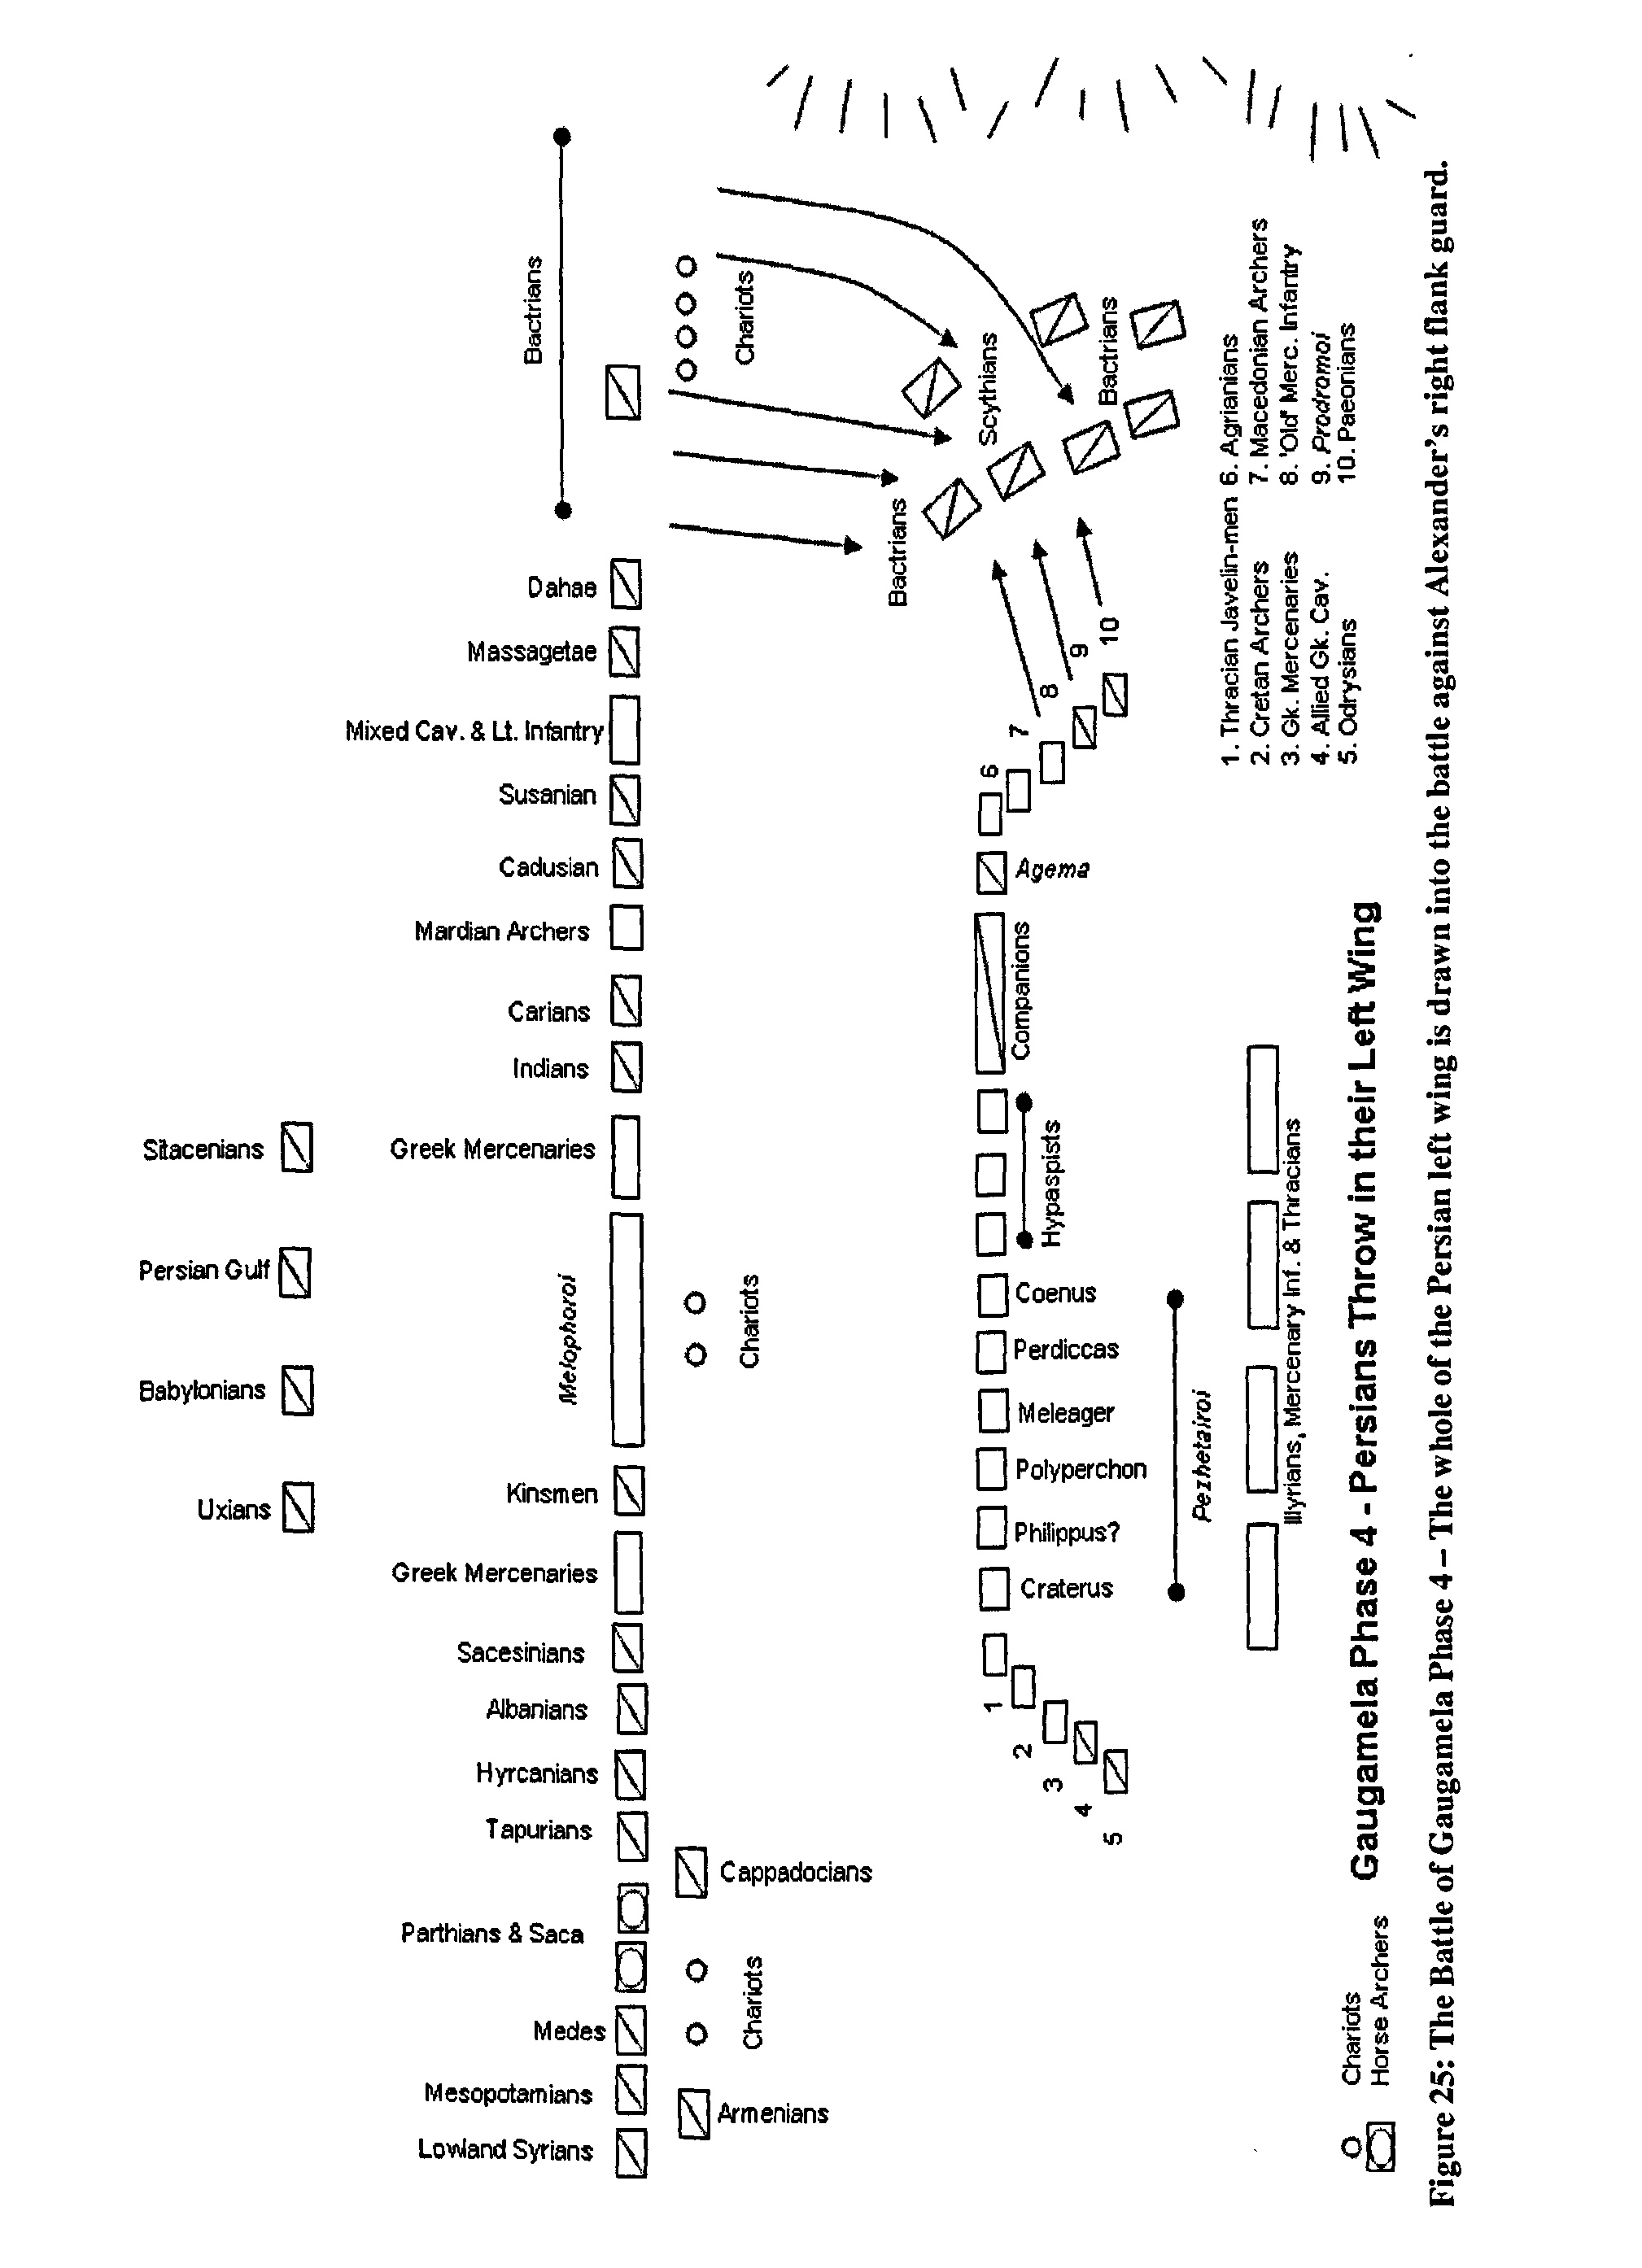 Bactrians
Chariots
Dahae
Massagetae
Mixed Cav. & Lt. Infantry
Susanian
Cadusian
Mardian Archers
Carians
Indians
Greek Mercenaries
Melophoroi
Chariots
Kinsmen
Greek Mercenaries
Sacesinians
Albanians
Hyrcanians
Tapurians
Parthians & Saca
Medes
Mesopotamians
Lowland Syrians
Sitacenians
Persian Gulf
Babylonians
Uxians
Cappadocians
Chariots
Armenians
Scythians
Bactrians
Bactrians
10
9
8
7
6
Agema
Companions
Hypaspists
Coenus
Perdiccas
Meleager
Polyperchon
Philippus?
Craterus
Pezhetairoi
1
2
3
4
5
Illyrians, Mercenary Inf. & Thracians
1. Thracian Javelin-men 6. Agrianians
2. Cretan Archers 7. Macedonian Archers
3. Gk. Mercenaries 8. 'Old' Merc. Infantry
4. Allied Gk. Cav. 9. Prodromoi
5. Odrysians 10. Paeonians
Chariots
Horse Archers
Gaugamela Phase 4 - Persians Throw in their Left Wing
Figure 25: The Battle of Gaugamela Phase 4 – The whole of the Persian left wing is drawn into the battle against Alexander's right flank guard.